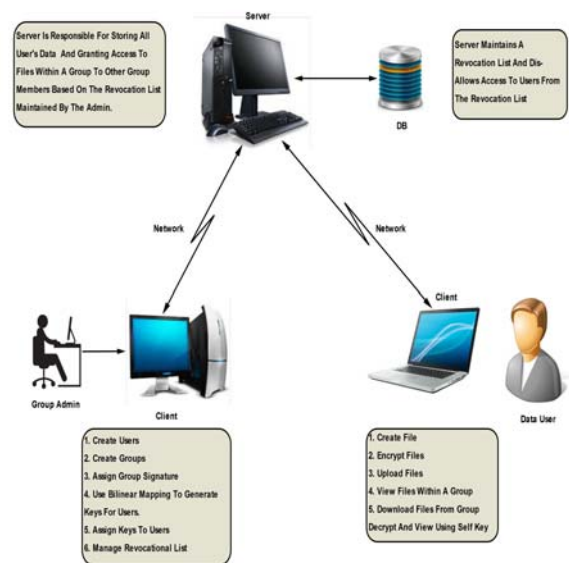 Server
Server Is Responsible For Storing All
User's Data And Granting Access To
Files Within A Group To Other Group
Members Based On The Revocation List
Maintained By The Admin.
Server Maintains A
Revocation List And Dis-
Allows Access To Users From
The Revocation List
DB
Network
Network
Client
Group Admin
Client
Data User
1. Create Users
2. Create Groups
3. Assign Group Signature
4. Use Bilinear Mapping To Generate
Keys For Users.
5. Assign Keys To Users
6. Manage Revocational List
1. Create File
2. Encrypt Files
3. Upload Files
4. View Files Within A Group
5. Download Files From Group
Decrypt And View Using Self Key